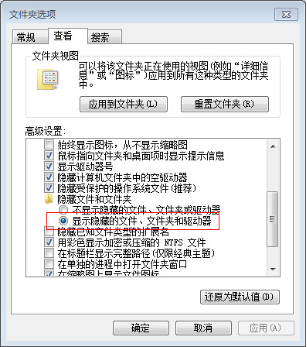 文件夹选项
常规 查看 搜索
文件夹视图
可以将该文件夹正在使用的视图(例如“详细信
息”或“图标”)应用到所有这种类型的文件夹
中。
应用到文件夹(L) 重置文件夹(R)
高级设置:
始终显示图标,从不显示缩略图
鼠标指向文件夹和桌面项时显示提示信息
显示驱动器号
隐藏计算机文件夹中的空驱动器
隐藏受保护的操作系统文件(推荐)
隐藏文件和文件夹
不显示隐藏的文件、文件夹或驱动器
显示隐藏的文件、文件夹和驱动器
隐藏已知文件类型的扩展名
用彩色显示加密或压缩的 NTFS 文件
在标题栏显示完整路径(仅限经典主题)
在单独的进程中打开文件夹窗口
在缩略图上显示文件图标
还原为默认值(D)
确定 取消 应用(A)